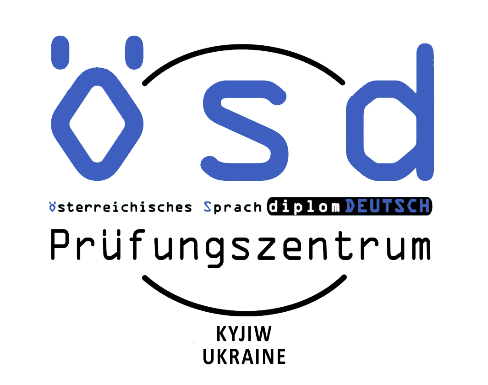 ösd
österreichisches Sprachdiplom DEUTSCH
Prüfungszentrum
KYJIW
UKRAINE